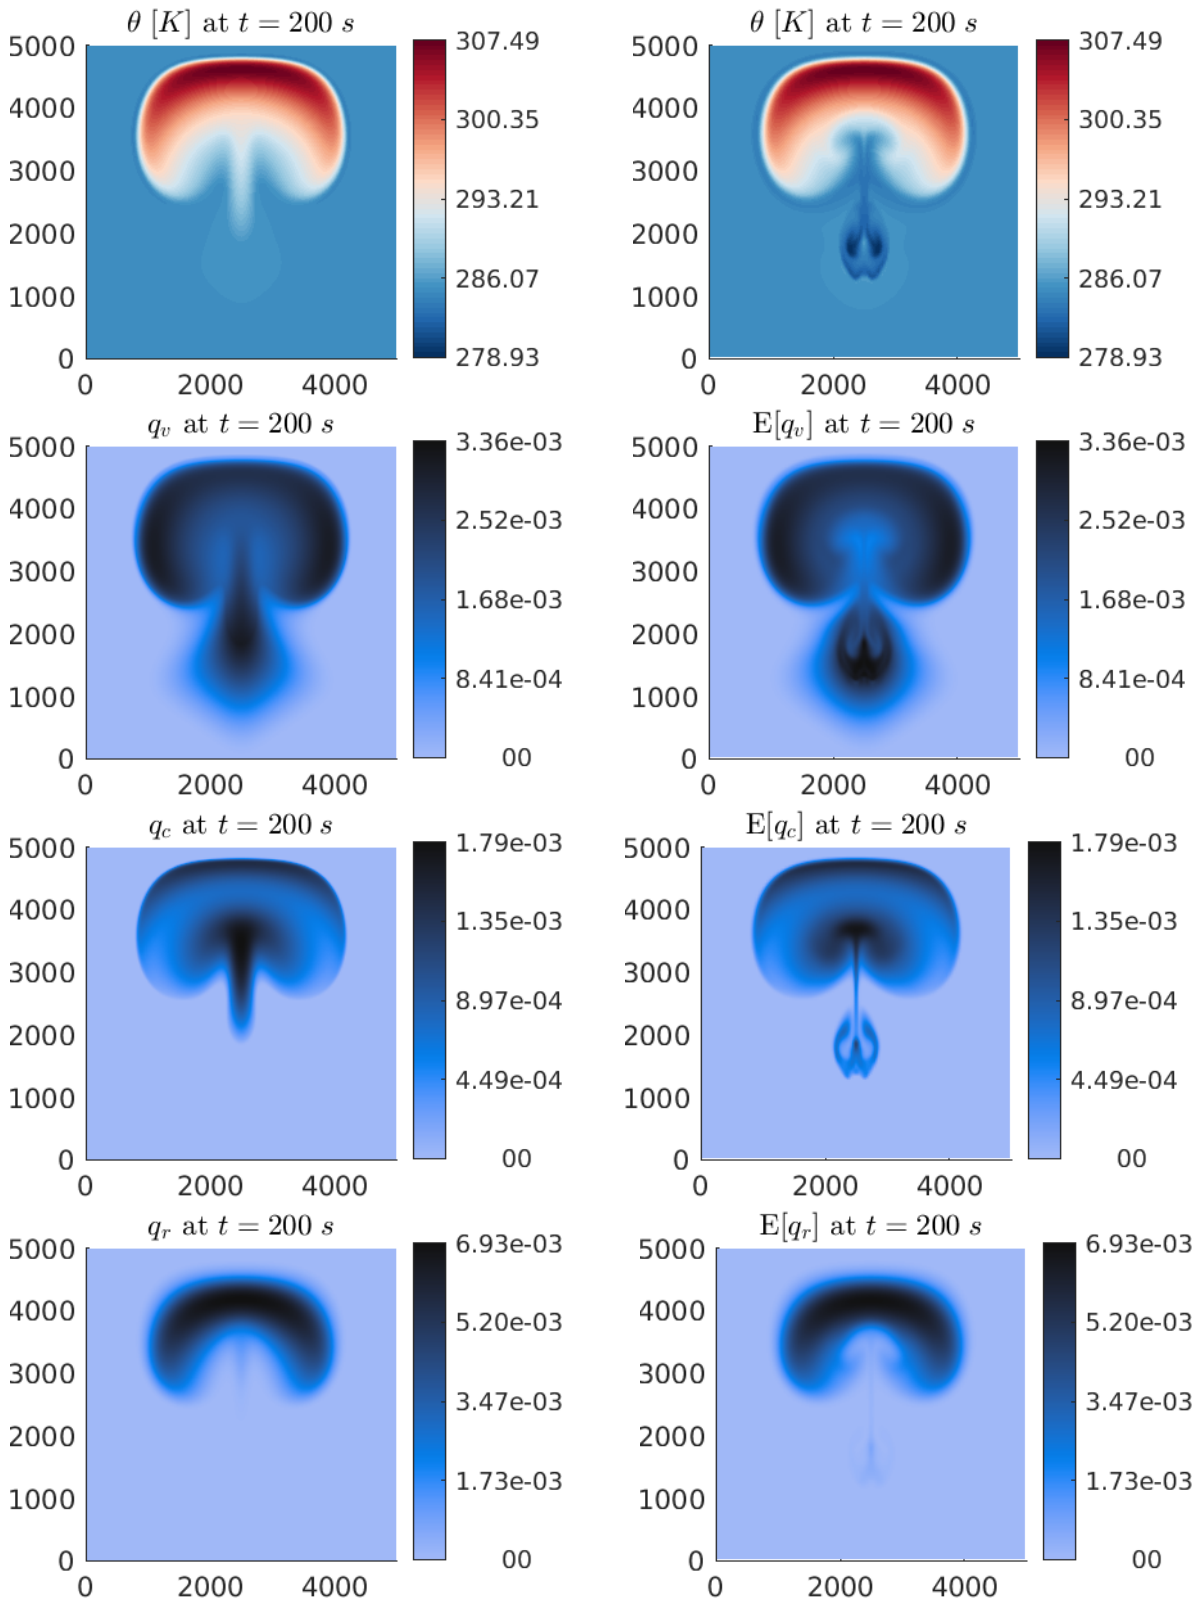 θ [K] at t = 200 s
θ [K] at t = 200 s
5000
4000
3000
2000
1000
0
0 2000 4000
307.49
300.35
293.21
286.07
278.93
5000
4000
3000
2000
1000
0
0 2000 4000
307.49
300.35
293.21
286.07
278.93
q_v at t = 200 s
E[q_v] at t = 200 s
5000
4000
3000
2000
1000
0
0 2000 4000
3.36e-03
2.52e-03
1.68e-03
8.41e-04
00
5000
4000
3000
2000
1000
0
0 2000 4000
3.36e-03
2.52e-03
1.68e-03
8.41e-04
00
q_c at t = 200 s
E[q_c] at t = 200 s
5000
4000
3000
2000
1000
0
0 2000 4000
1.79e-03
1.35e-03
8.97e-04
4.49e-04
00
5000
4000
3000
2000
1000
0
0 2000 4000
1.79e-03
1.35e-03
8.97e-04
4.49e-04
00
q_r at t = 200 s
E[q_r] at t = 200 s
5000
4000
3000
2000
1000
0
0 2000 4000
6.93e-03
5.20e-03
3.47e-03
1.73e-03
00
5000
4000
3000
2000
1000
0
0 2000 4000
6.93e-03
5.20e-03
3.47e-03
1.73e-03
00